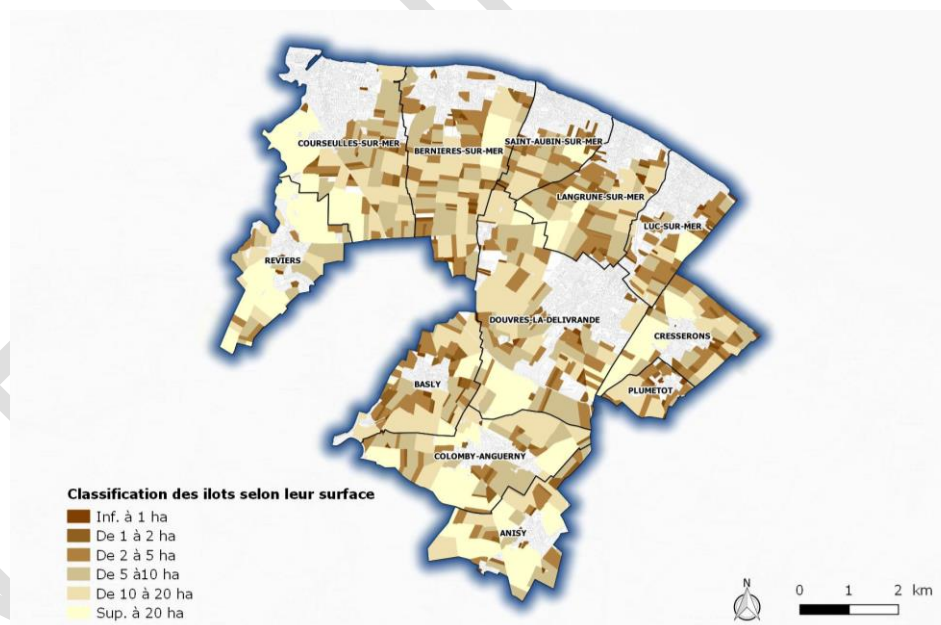 COURSEULLES-SUR-MER
BERNIERES-SUR-MER
SAINT-AUBIN-SUR-MER
LANGRUNE-SUR-MER
LUC-SUR-MER
REVIERS
DOUVRES-LA-DELIVRANDE
CRESSERONS
BASLY
PLUMETOT
COLOMBY-ANGUERNY
ANISY
Classification des ilots selon leur surface
Inf. à 1 ha
De 1 à 2 ha
De 2 à 5 ha
De 5 à10 ha
De 10 à 20 ha
Sup. à 20 ha
N
0 1 2 km